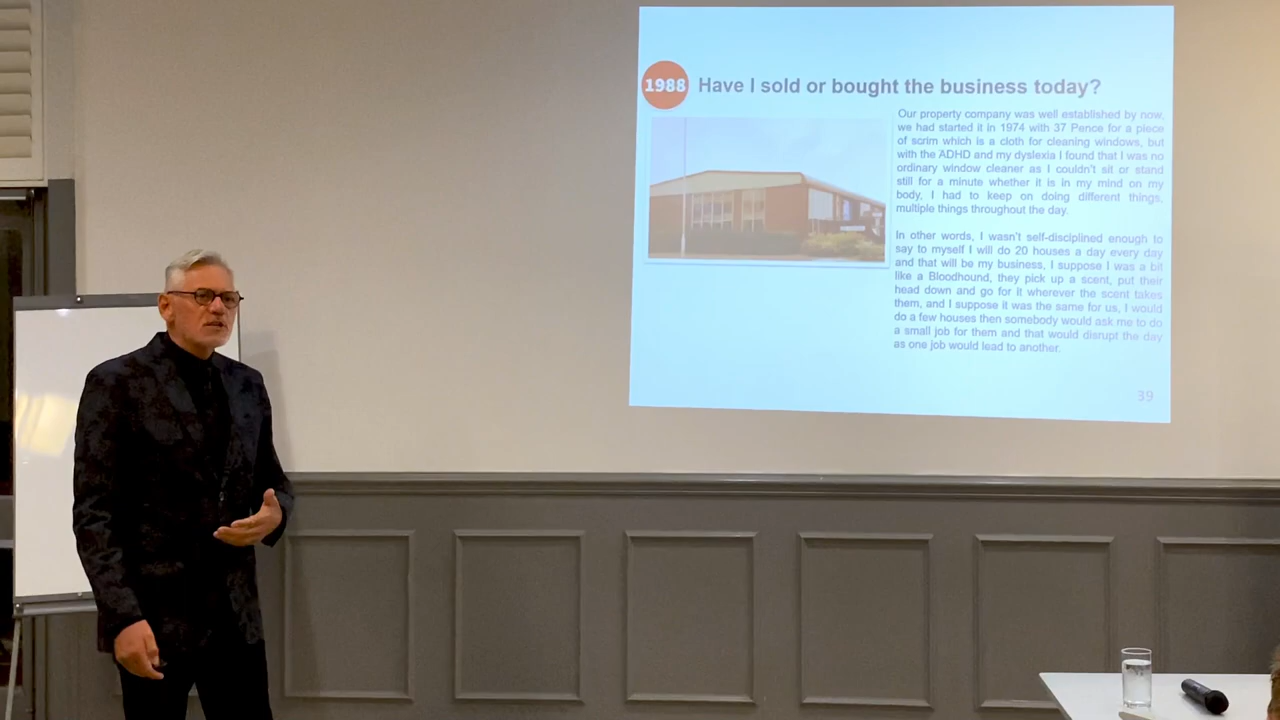 1988 Have I sold or bought the business today?
Our property company was well established by now,
we had started it in 1974 with 37 Pence for a piece
of scrim which is a cloth for cleaning windows, but
with the ADHD and my dyslexia I found that I was no
ordinary window cleaner as I couldn't sit or stand
still for a minute whether it is in my mind on my
body, I had to keep on doing different things,
multiple things throughout the day.
In other words, I wasn't self-disciplined enough to
say to myself I will do 20 houses a day every day
and that will be my business, I suppose I was a bit
like a Bloodhound, they pick up a scent, put their
head down and go for it wherever the scent takes
them, and I suppose it was the same for us, I would
do a few houses then somebody would ask me to do
a small job for them and that would disrupt the day
as one job would lead to another.
39